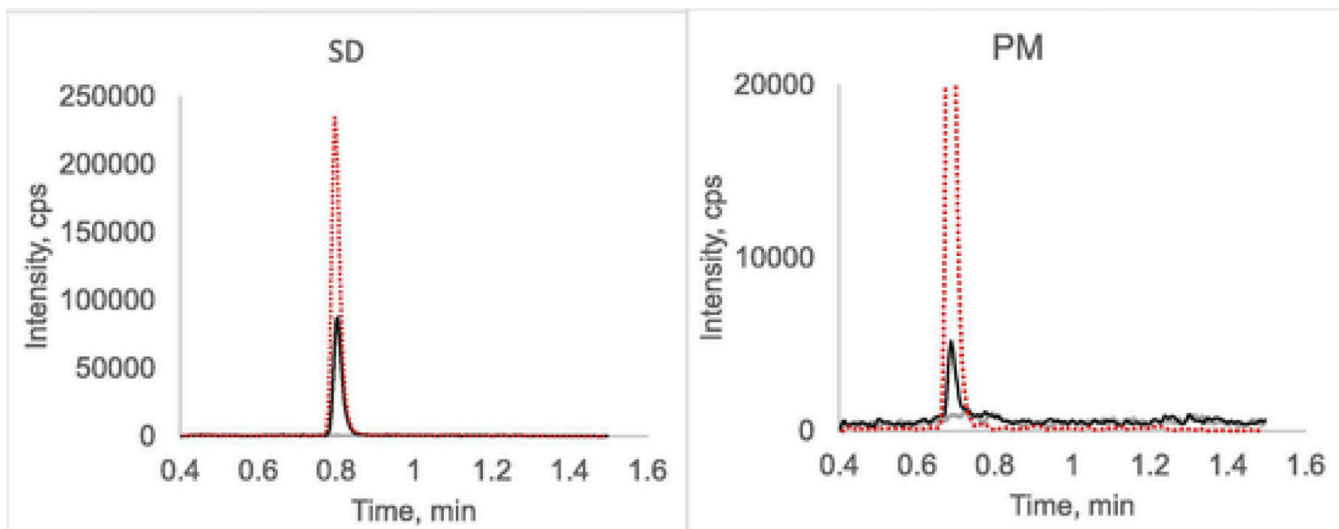 SD
250000
200000
150000
100000
50000
0
Intensity, cps
0.4 0.6 0.8 1 1.2 1.4 1.6
Time, min
PM
20000
10000
0
Intensity, cps
0.4 0.6 0.8 1 1.2 1.4 1.6
Time, min